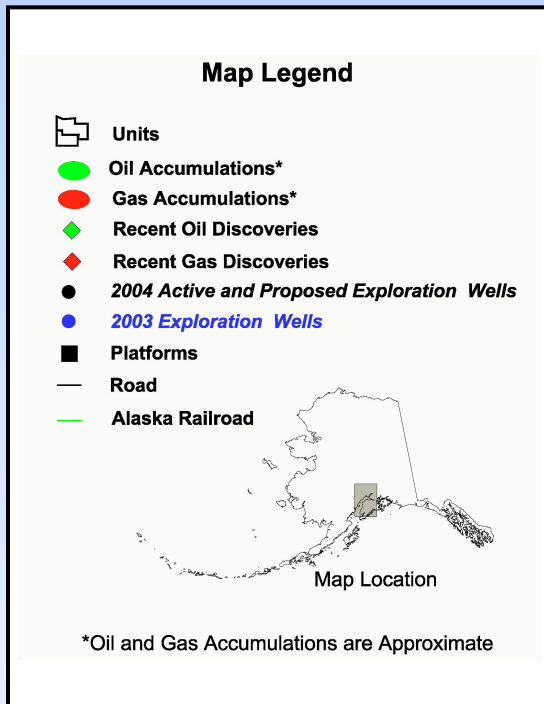 Map Legend
Units
Oil Accumulations*
Gas Accumulations*
Recent Oil Discoveries
Recent Gas Discoveries
2004 Active and Proposed Exploration Wells
2003 Exploration Wells
Platforms
Road
Alaska Railroad
Map Location
*Oil and Gas Accumulations are Approximate